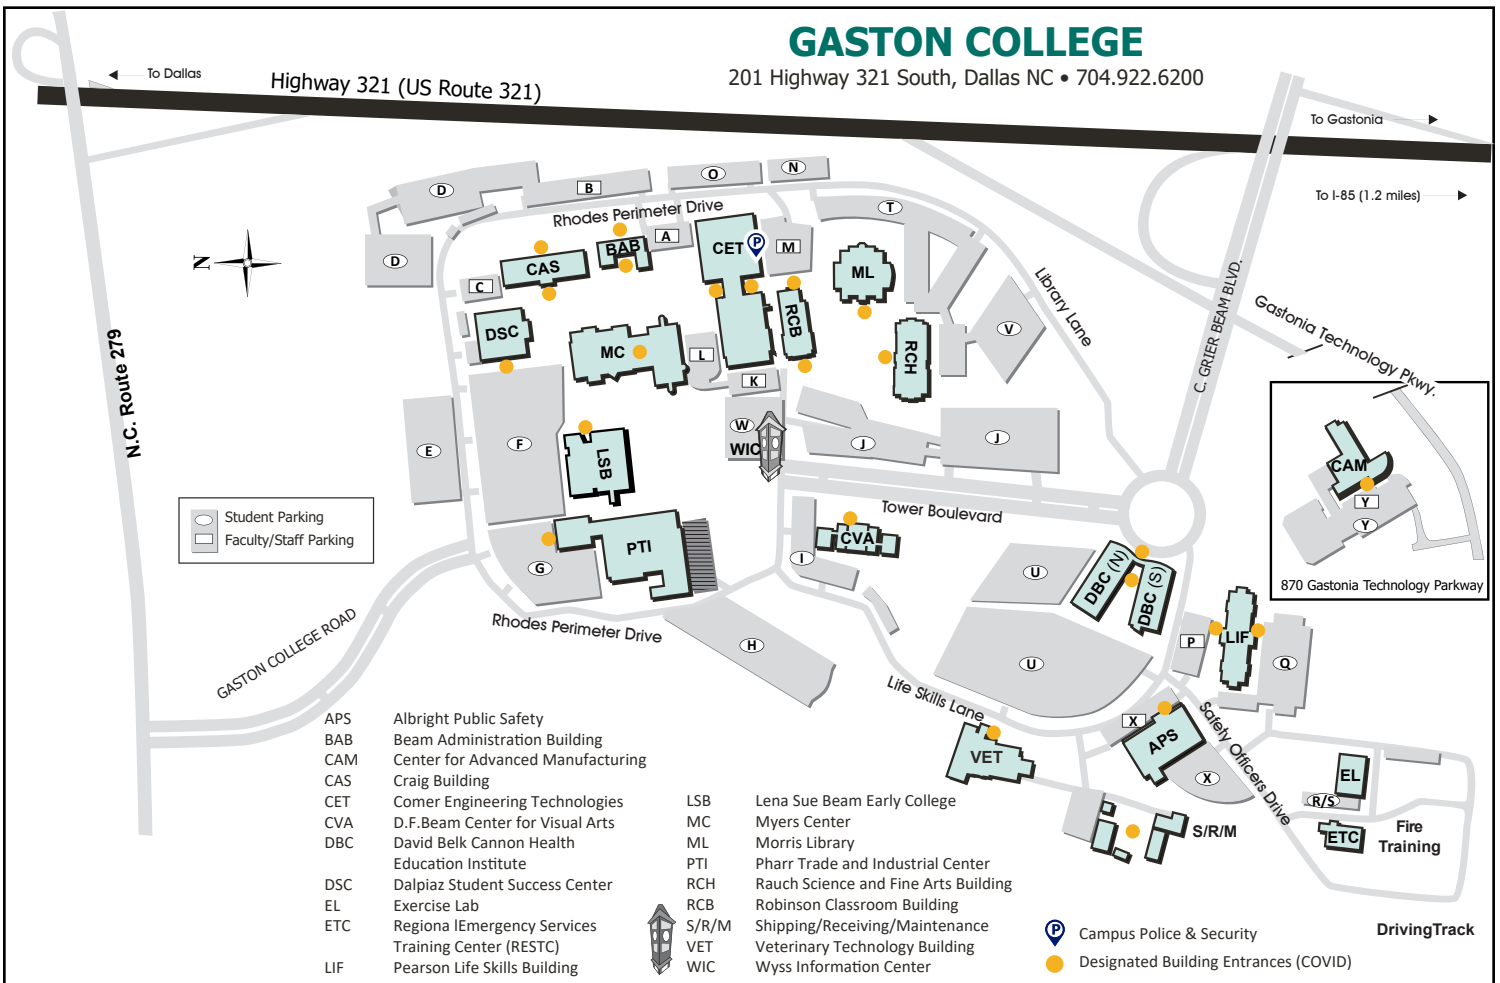 GASTON COLLEGE
201 Highway 321 South, Dallas NC • 704.922.6200
To Dallas
Highway 321 (US Route 321)
To Gastonia
To I-85 (1.2 miles)
N
D
B
O
N
Rhodes Perimeter Drive
T
D
A
BAB
CET
P
M
CAS
ML
C
Library Lane
C. GRIER BEAM BLVD.
Gastonia Technology Pkwy.
DSC
MC
L
RCB
RCH
V
N.C. Route 279
K
E
F
LSB
W
WIC
J
J
CAM
Y
Y
870 Gastonia Technology Parkway
Student Parking
Faculty/Staff Parking
Tower Boulevard
PTI
G
CVA
I
U
DBC (N)
DBC (S)
Rhodes Perimeter Drive
H
U
P
LIF
Q
GASTON COLLEGE ROAD
Life Skills Lane
Safety Officers Drive
X
APS
VET
X
EL
R/S
ETC
Fire
Training
S/R/M
DrivingTrack
APS Albright Public Safety
BAB Beam Administration Building
CAM Center for Advanced Manufacturing
CAS Craig Building
CET Comer Engineering Technologies
CVA D.F.Beam Center for Visual Arts
DBC David Belk Cannon Health
Education Institute
DSC Dalpiaz Student Success Center
EL Exercise Lab
ETC Regiona lEmergency Services
Training Center (RESTC)
LIF Pearson Life Skills Building
LSB Lena Sue Beam Early College
MC Myers Center
ML Morris Library
PTI Pharr Trade and Industrial Center
RCH Rauch Science and Fine Arts Building
RCB Robinson Classroom Building
S/R/M Shipping/Receiving/Maintenance
VET Veterinary Technology Building
WIC Wyss Information Center
P Campus Police & Security
Designated Building Entrances (COVID)